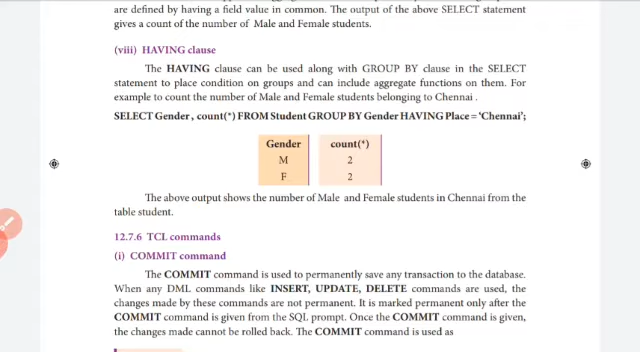 are defined by having a field value in common. The output of the above SELECT statement
gives a count of the number of Male and Female students.
(viii) HAVING clause
The HAVING clause can be used along with GROUP BY clause in the SELECT
statement to place condition on groups and can include aggregate functions on them. For
example to count the number of Male and Female students belonging to Chennai .
SELECT Gender , count(*) FROM Student GROUP BY Gender HAVING Place = ‘Chennai’;
Gender count(*)
M 2
F 2
The above output shows the number of Male and Female students in Chennai from the
table student.
12.7.6 TCL commands
(i) COMMIT command
The COMMIT command is used to permanently save any transaction to the database.
When any DML commands like INSERT, UPDATE, DELETE commands are used, the
changes made by these commands are not permanent. It is marked permanent only after the
COMMIT command is given from the SQL prompt. Once the COMMIT command is given,
the changes made cannot be rolled back. The COMMIT command is used as